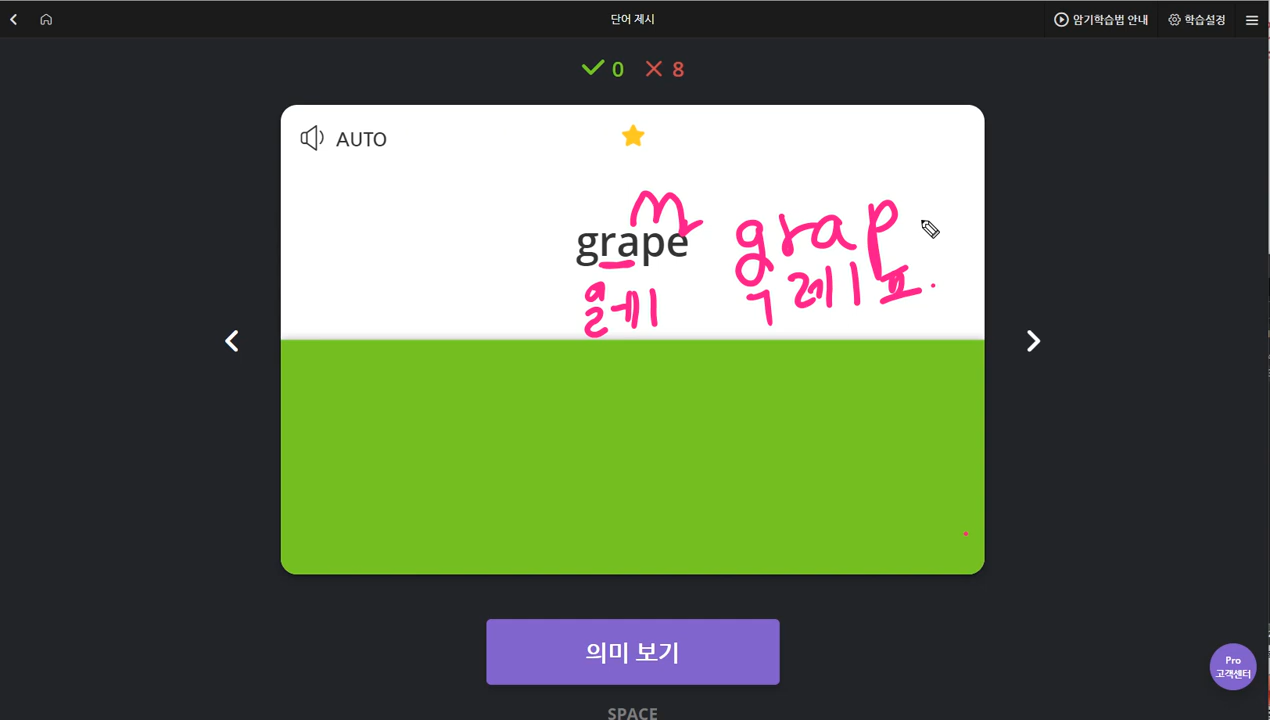 단어 제시
암기학습법 안내
학습설정
0
8
AUTO
grape
grap
을레
그레프.
의미 보기
SPACE
Pro
고객센터